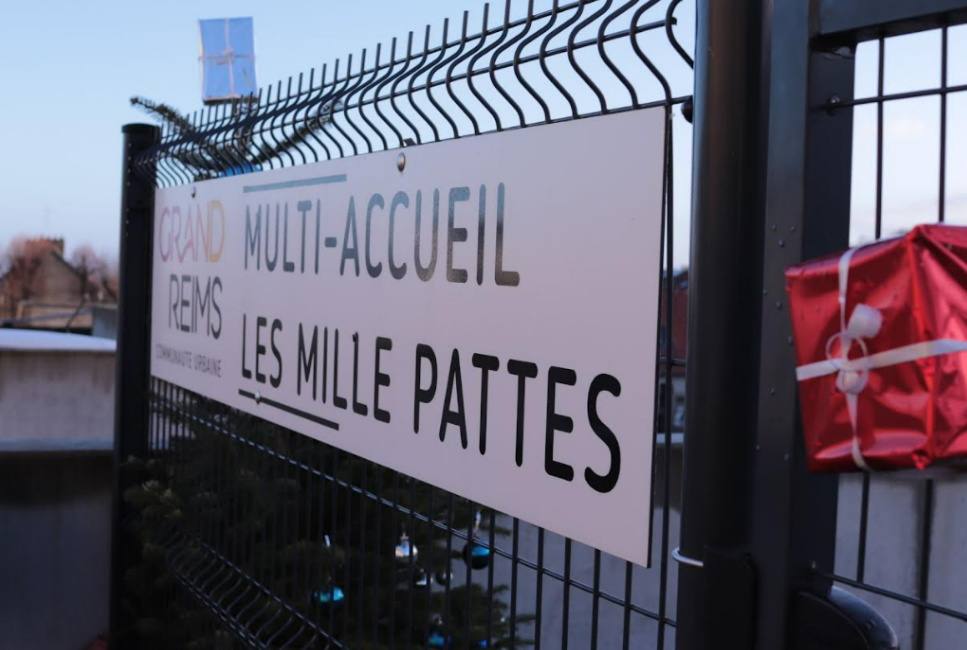 GRAND
REIMS
COMMUNAUTÉ URBAINE
MULTI-ACCUEIL
LES MILLE PATTES